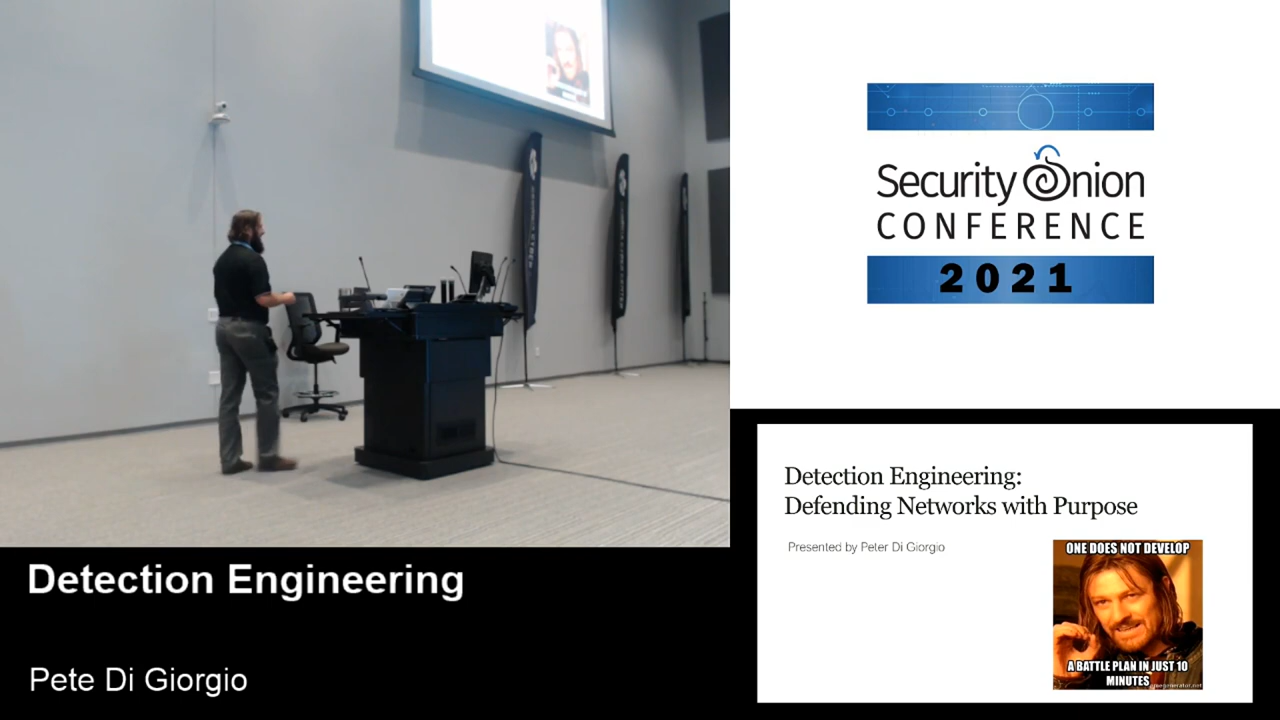 Security Onion
CONFERENCE
2021
Detection Engineering:
Defending Networks with Purpose
Presented by Peter Di Giorgio
ONE DOES NOT DEVELOP
A BATTLE PLAN IN JUST 10
MINUTES
Detection Engineering
Pete Di Giorgio